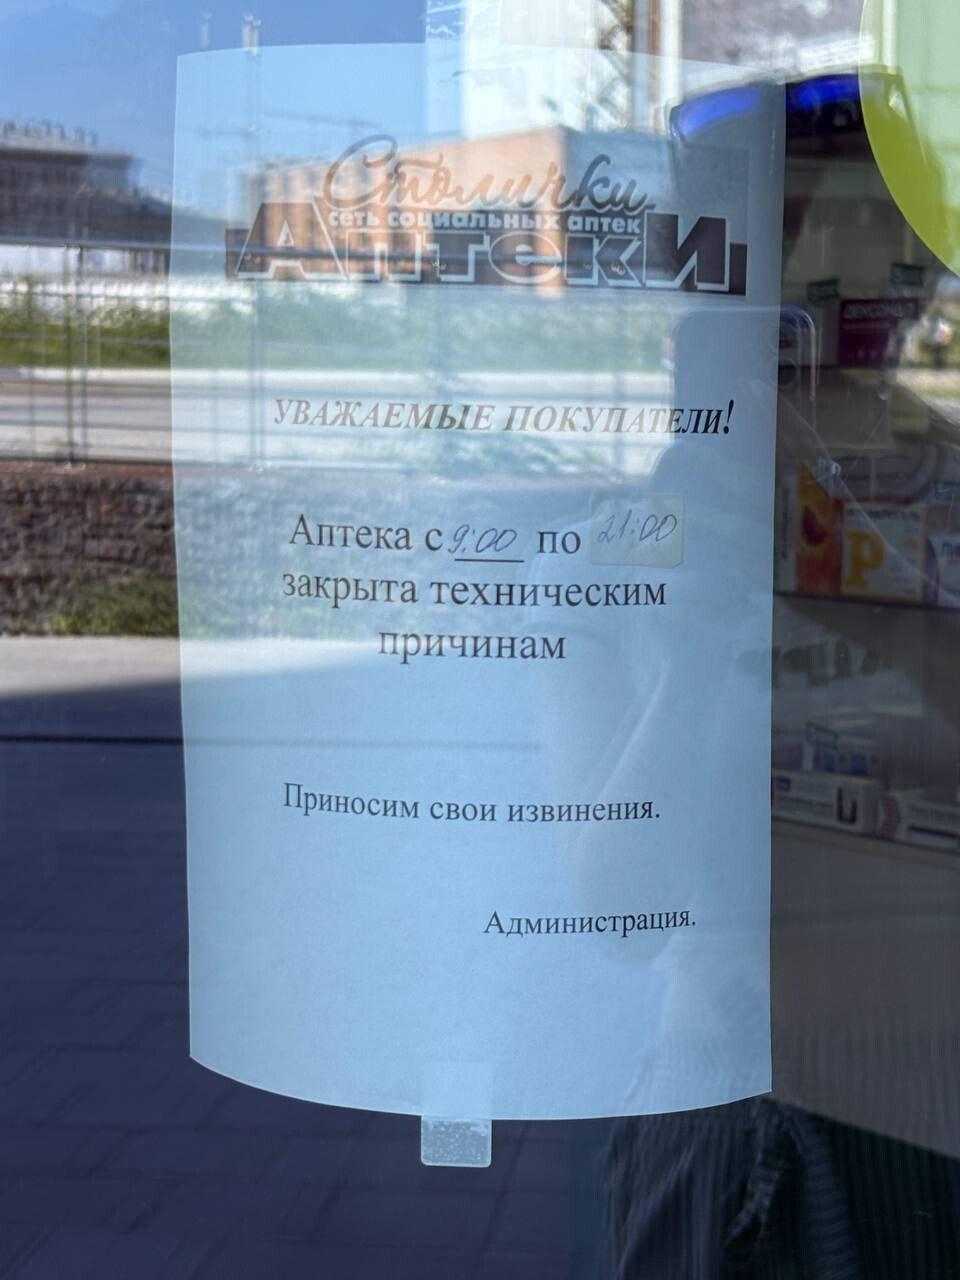 Столички
сеть социальных аптек
Аптеки
УВАЖАЕМЫЕ ПОКУПАТЕЛИ!
Аптека с 9:00 по 21:00
закрыта техническим
причинам
Приносим свои извинения.
Администрация.